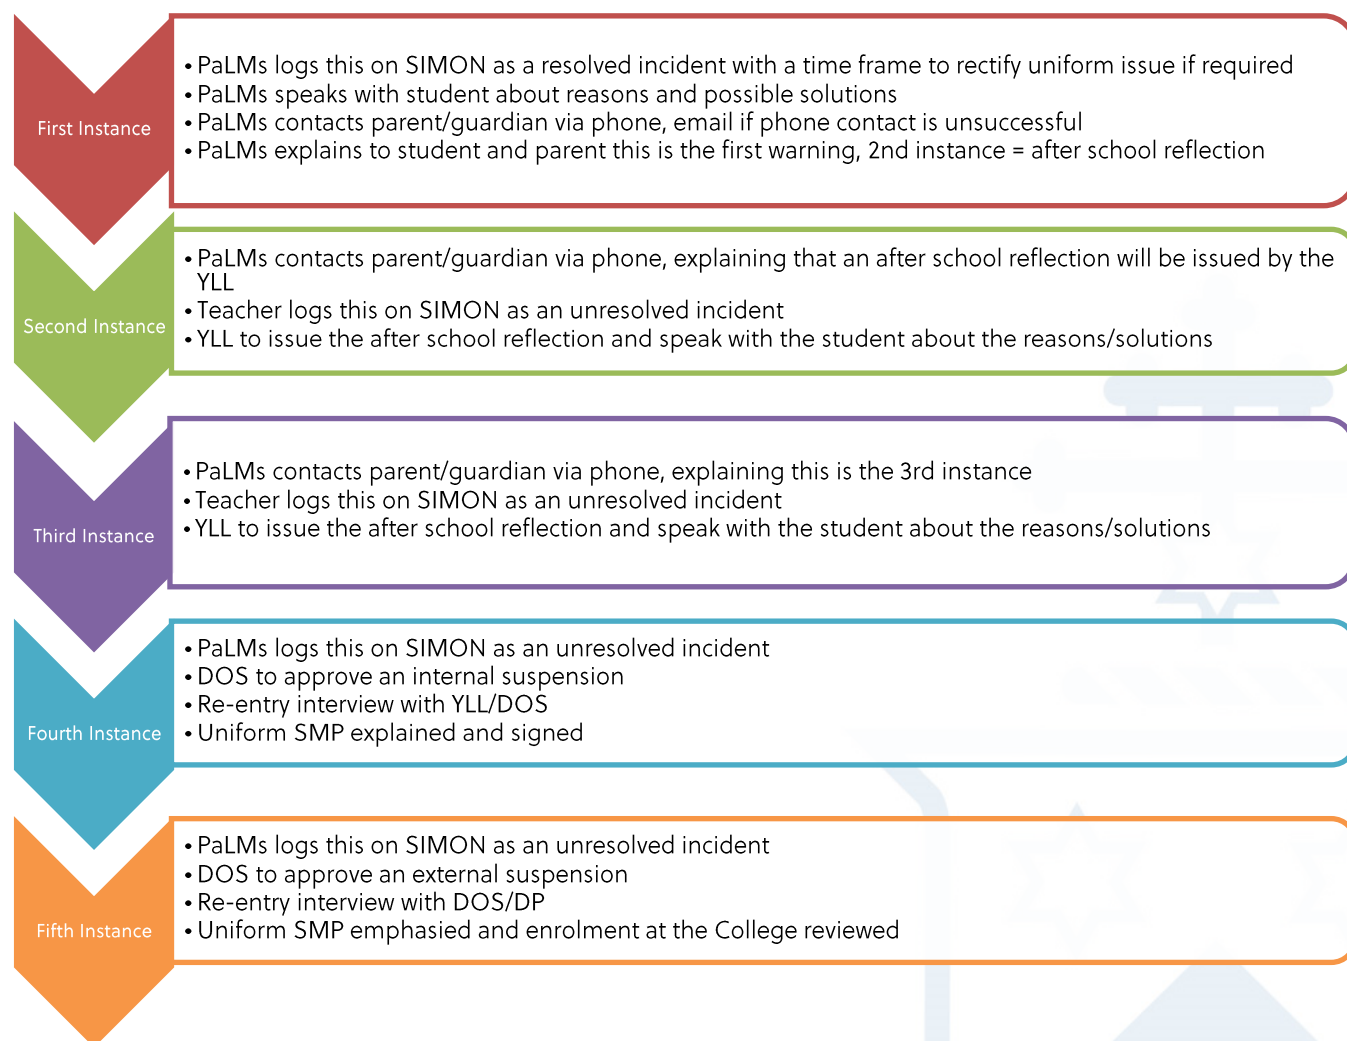 First Instance
• PaLMs logs this on SIMON as a resolved incident with a time frame to rectify uniform issue if required
• PaLMs speaks with student about reasons and possible solutions
• PaLMs contacts parent/guardian via phone, email if phone contact is unsuccessful
• PaLMs explains to student and parent this is the first warning, 2nd instance = after school reflection
Second Instance
• PaLMs contacts parent/guardian via phone, explaining that an after school reflection will be issued by the
YLL
• Teacher logs this on SIMON as an unresolved incident
• YLL to issue the after school reflection and speak with the student about the reasons/solutions
Third Instance
• PaLMs contacts parent/guardian via phone, explaining this is the 3rd instance
• Teacher logs this on SIMON as an unresolved incident
• YLL to issue the after school reflection and speak with the student about the reasons/solutions
Fourth Instance
• PaLMs logs this on SIMON as an unresolved incident
• DOS to approve an internal suspension
• Re-entry interview with YLL/DOS
• Uniform SMP explained and signed
Fifth Instance
• PaLMs logs this on SIMON as an unresolved incident
• DOS to approve an external suspension
• Re-entry interview with DOS/DP
• Uniform SMP emphasied and enrolment at the College reviewed